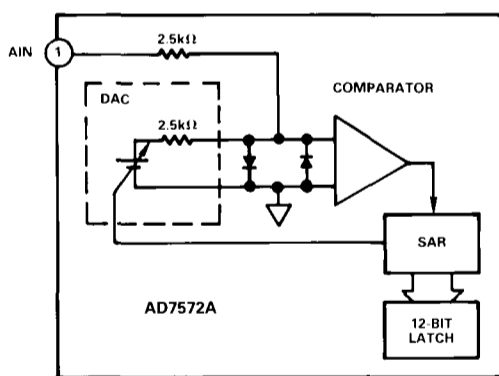 AIN
1
2.5kΩ
DAC
2.5kΩ
COMPARATOR
SAR
AD7572A
12-BIT
LATCH